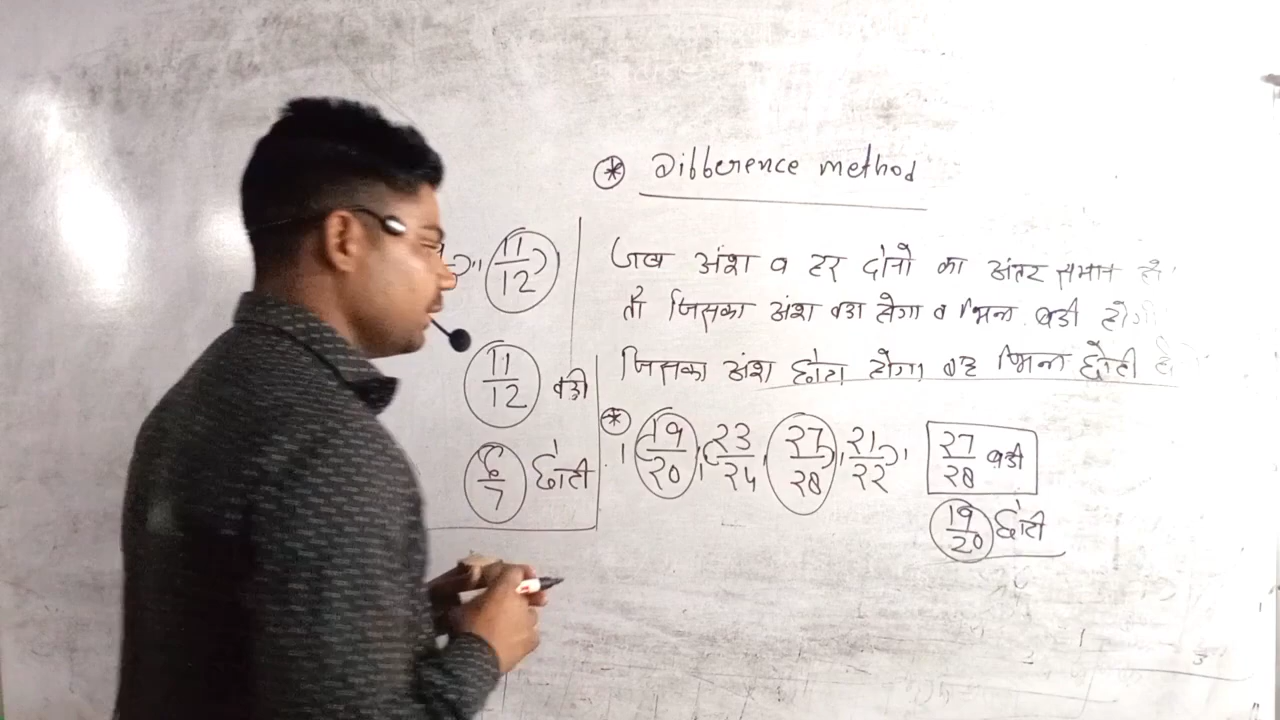 * Difference method
जब अंश व हर दोनो का अंतर समान हो
तो जिसका अंश बडा होगा व भिन्न बडी होगी
जिसका अंश छोटा होगा वह भिन्न छोटी हो
* 19/20, 23/24, 27/28, 21/22, 27/28 बडी
19/20 छोटी
11/12
11/12 बडी
6/7 छोटी